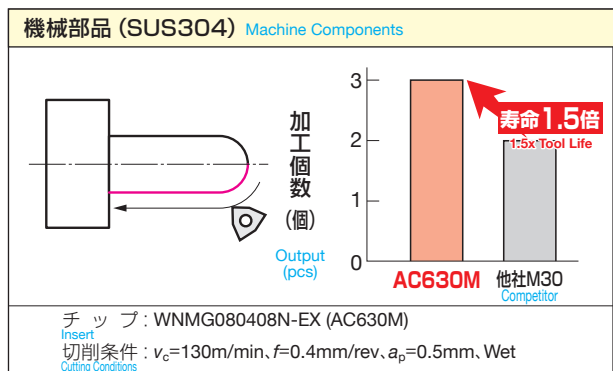 機械部品 (SUS304) Machine Components
加工個数
(個)
Output
(pcs)
3
2
1
0
寿命1.5倍
1.5x Tool Life
AC630M
他社M30
Competitor
チップ : WNMG080408N-EX (AC630M)
Insert
切削条件 : vc=130m/min、f=0.4mm/rev、ap=0.5mm、Wet
Cutting Conditions